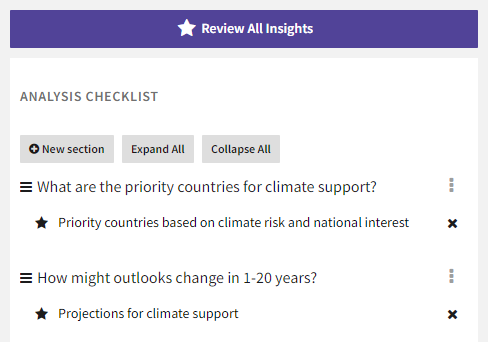 Review All Insights
ANALYSIS CHECKLIST
New section Expand All Collapse All
What are the priority countries for climate support?
Priority countries based on climate risk and national interest
How might outlooks change in 1-20 years?
Projections for climate support